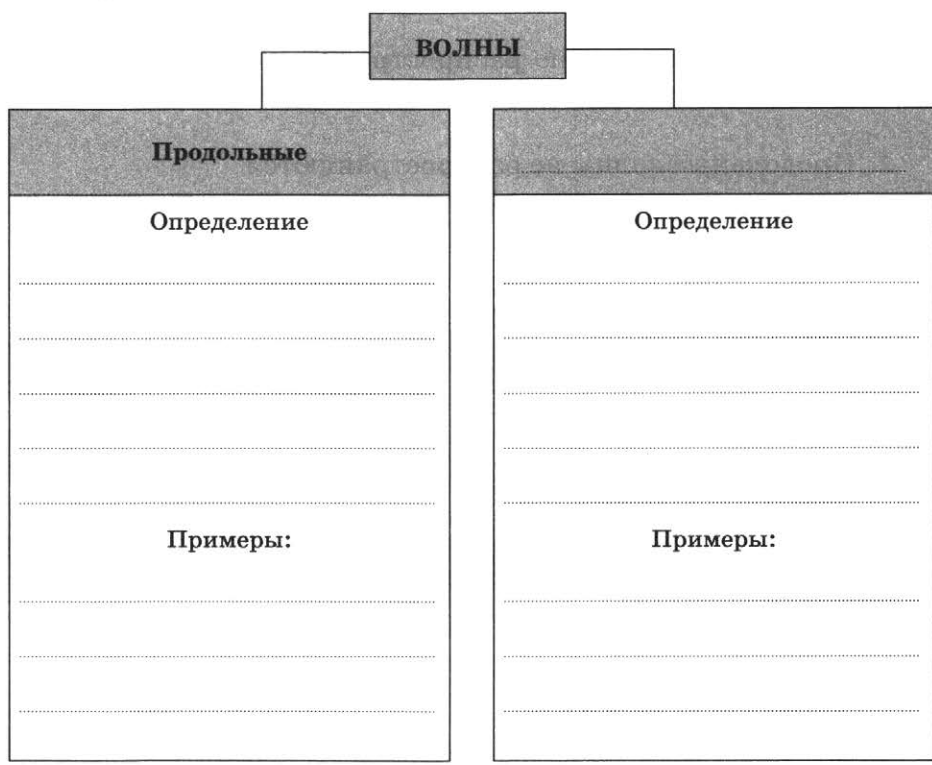 ВОЛНЫ
Продольные
Определение
Определение
Примеры:
Примеры: